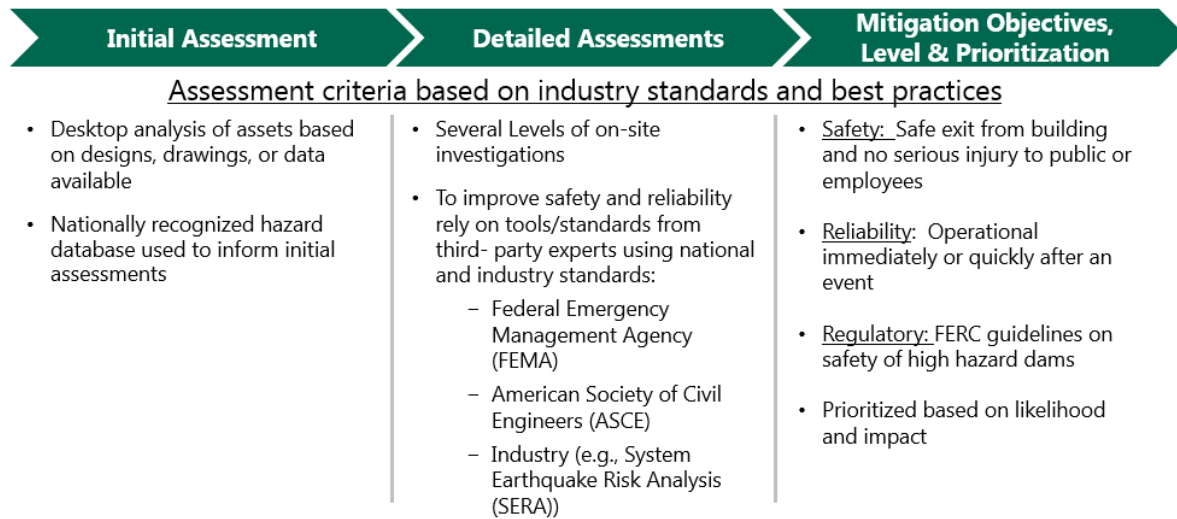 Initial Assessment
Detailed Assessments
Mitigation Objectives,
Level & Prioritization
Assessment criteria based on industry standards and best practices
• Desktop analysis of assets based
on designs, drawings, or data
available
• Nationally recognized hazard
database used to inform initial
assessments
• Several Levels of on-site
investigations
• To improve safety and reliability
rely on tools/standards from
third- party experts using national
and industry standards:
– Federal Emergency
Management Agency
(FEMA)
– American Society of Civil
Engineers (ASCE)
– Industry (e.g., System
Earthquake Risk Analysis
(SERA))
• Safety: Safe exit from building
and no serious injury to public or
employees
• Reliability: Operational
immediately or quickly after an
event
• Regulatory: FERC guidelines on
safety of high hazard dams
• Prioritized based on likelihood
and impact